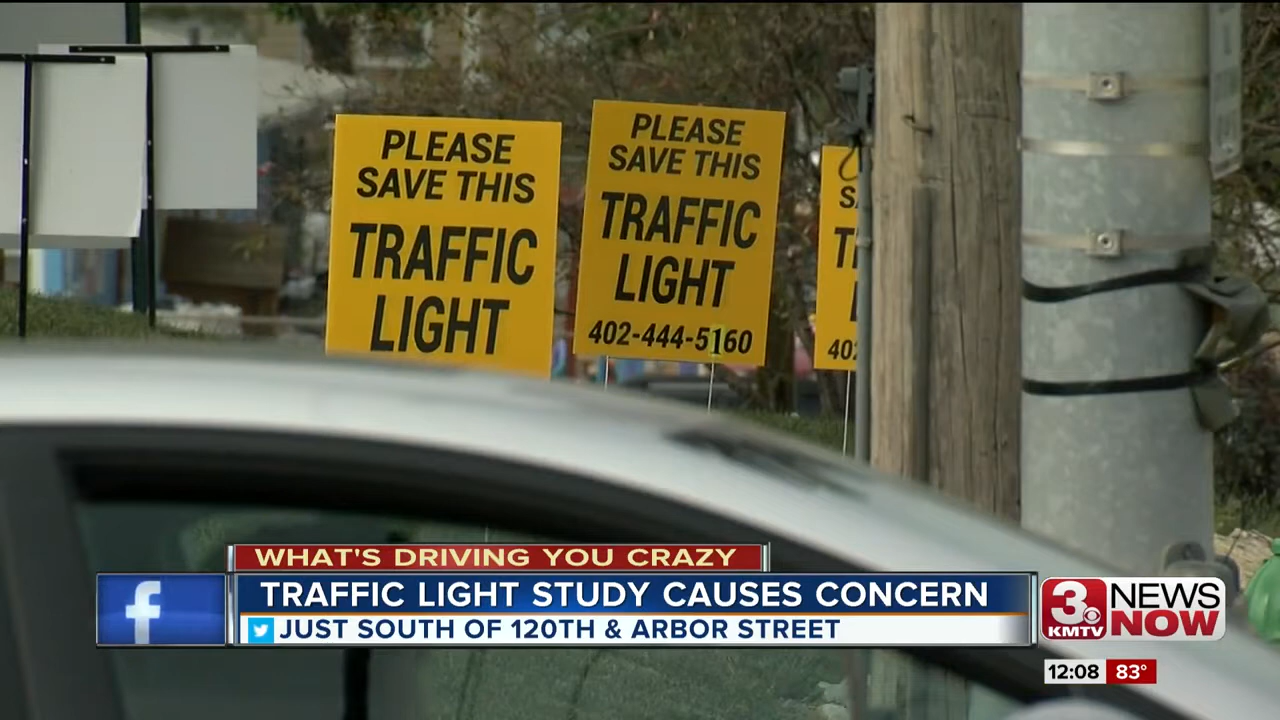 PLEASE
SAVE THIS
TRAFFIC
LIGHT
PLEASE
SAVE THIS
TRAFFIC
LIGHT
402-444-5160
WHAT'S DRIVING YOU CRAZY
TRAFFIC LIGHT STUDY CAUSES CONCERN
JUST SOUTH OF 120TH & ARBOR STREET
3
KMTV
NEWS
NOW
12:08 83°